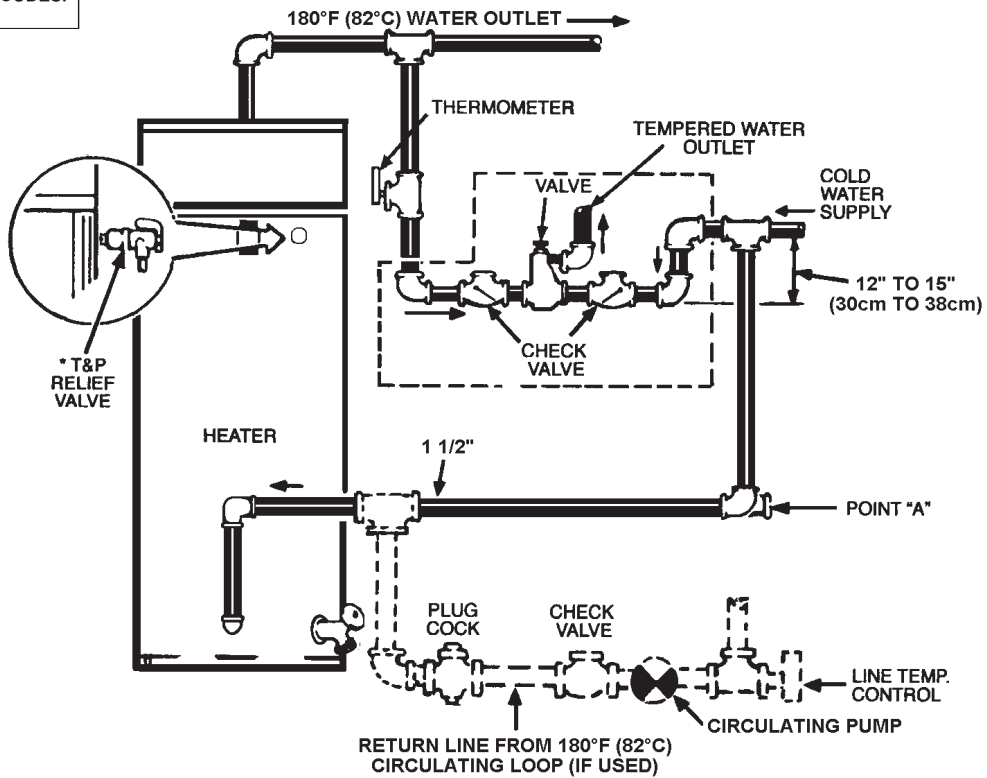 180°F (82°C) WATER OUTLET
THERMOMETER
TEMPERED WATER
OUTLET
VALVE
COLD
WATER
SUPPLY
12" TO 15"
(30cm TO 38cm)
CHECK
VALVE
* T&P
RELIEF
VALVE
HEATER
1 1/2"
POINT "A"
PLUG
COCK
CHECK
VALVE
LINE TEMP.
CONTROL
CIRCULATING PUMP
RETURN LINE FROM 180°F (82°C)
CIRCULATING LOOP (IF USED)